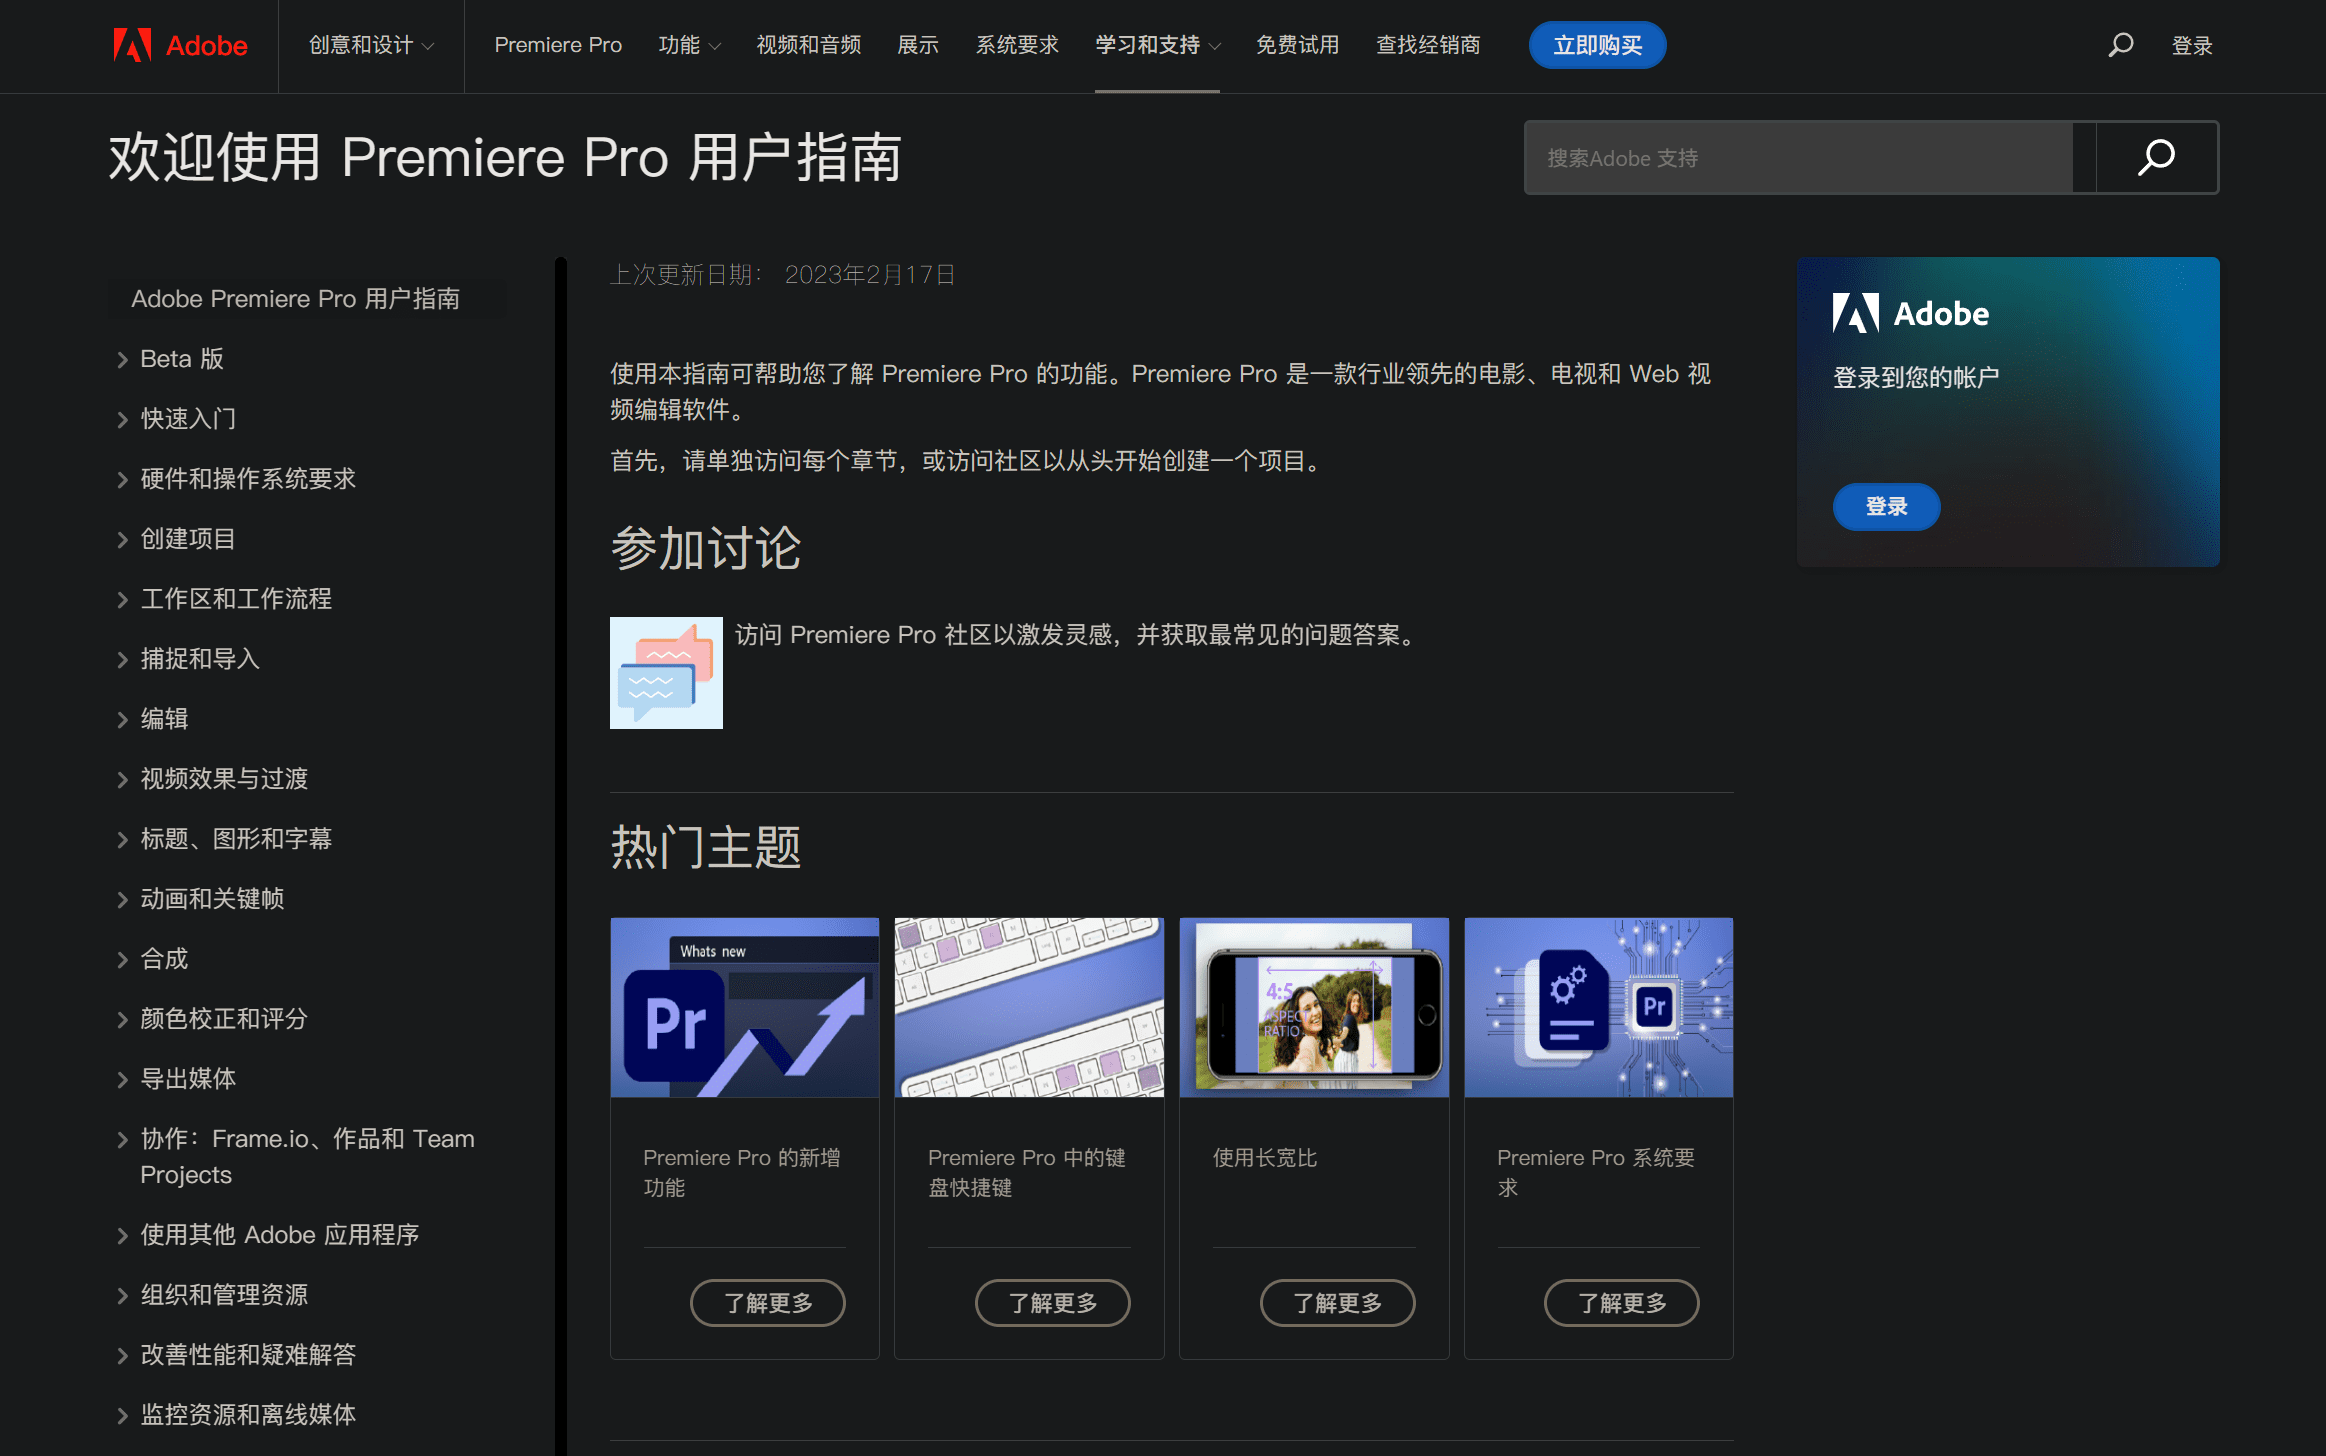 Adobe
创意和设计
Premiere Pro
功能
视频和音频
展示
系统要求
学习和支持
免费试用
查找经销商
立即购买
登录
欢迎使用 Premiere Pro 用户指南
搜索Adobe 支持
Adobe Premiere Pro 用户指南
Beta 版
快速入门
硬件和操作系统要求
创建项目
工作区和工作流程
捕捉和导入
编辑
视频效果与过渡
标题、图形和字幕
动画和关键帧
合成
颜色校正和评分
导出媒体
协作：Frame.io、作品和 Team
Projects
使用其他 Adobe 应用程序
组织和管理资源
改善性能和疑难解答
监控资源和离线媒体
上次更新日期： 2023年2月17日
使用本指南可帮助您了解 Premiere Pro 的功能。Premiere Pro 是一款行业领先的电影、电视和 Web 视
频编辑软件。
首先，请单独访问每个章节，或访问社区以从头开始创建一个项目。
参加讨论
访问 Premiere Pro 社区以激发灵感，并获取最常见的问题答案。
热门主题
Whats new
Pr
Premiere Pro 的新增
功能
了解更多
Premiere Pro 中的键
盘快捷键
了解更多
4:5
ASPECT
RATIO
使用长宽比
了解更多
Pr
Premiere Pro 系统要
求
了解更多
Adobe
登录到您的帐户
登录